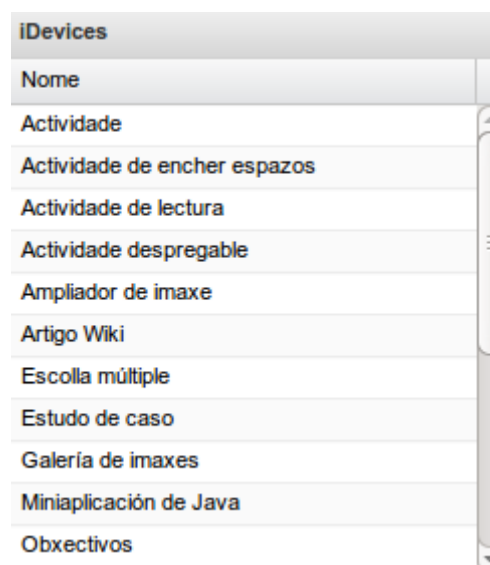 iDevices
Nome
Actividade
Actividade de encher espazos
Actividade de lectura
Actividade despregable
Ampliador de imaxe
Artigo Wiki
Escolla múltiple
Estudo de caso
Galería de imaxes
Miniaplicación de Java
Obxectivos